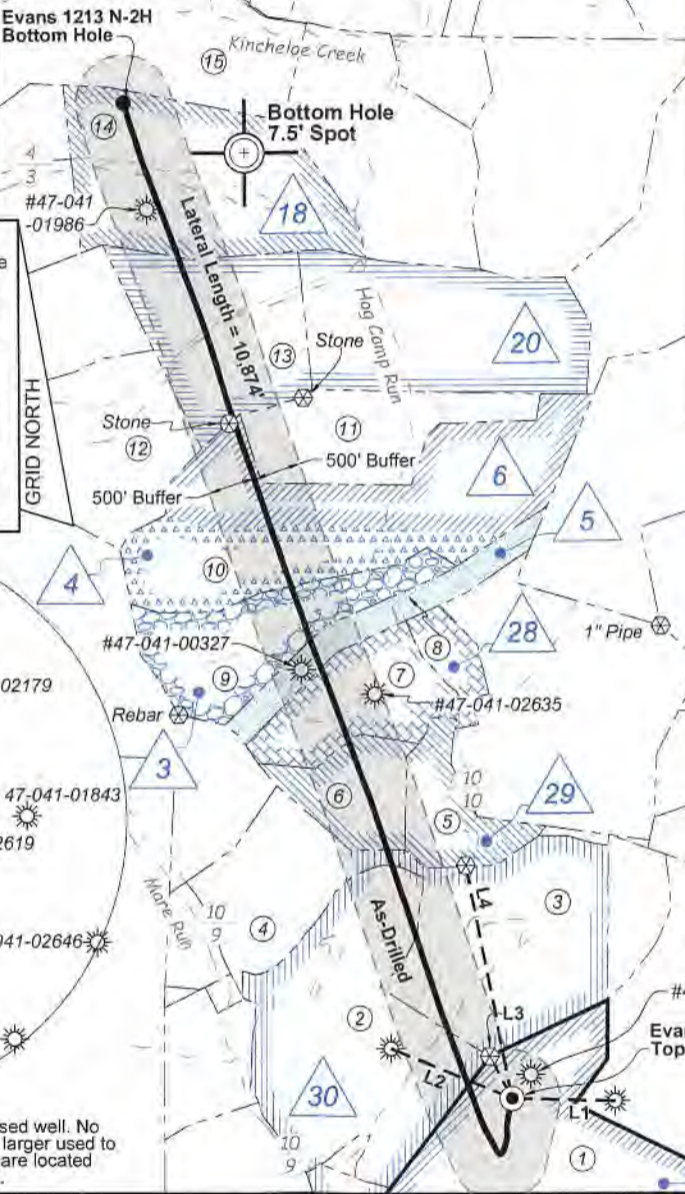 Evans 1213 N-2H
Bottom Hole
15
Kincheloe Creek
Bottom Hole
7.5' Spot
14
4
3
#47-041
-01986
18
Lateral Length = 10,874'
Hog Camp Run
20
13
Stone
Stone
11
12
GRID NORTH
500' Buffer
500' Buffer
6
5
4
10
28
1" Pipe
#47-041-00327
8
7
9
#47-041-02635
02179
Rebar
3
47-041-01843
6
10
10
29
5
2619
L4
Mare Run
10
9
4
3
As-Drilled
041-02646
2
L3
#4
Evan
Top
L2
L1
30
sed well. No
larger used to
are located
10
9
1